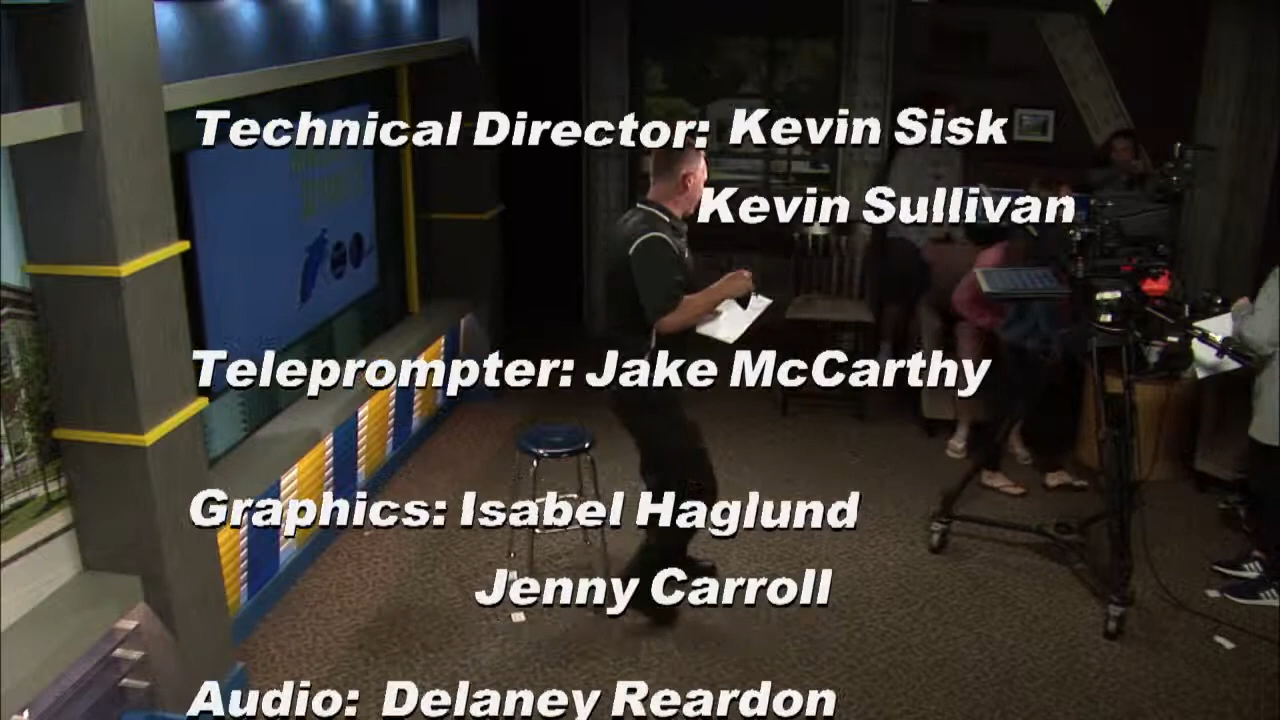 Technical Director: Kevin Sisk
Kevin Sullivan
Teleprompter: Jake McCarthy
Graphics: Isabel Haglund
Jenny Carroll
Audio: Delaney Reardon